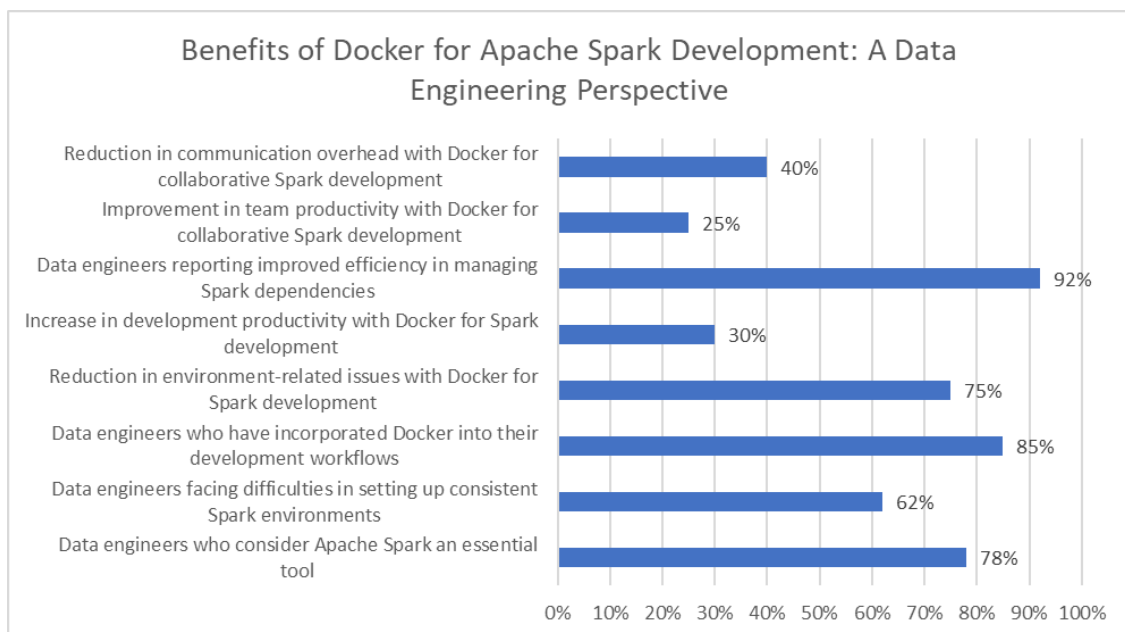 Benefits of Docker for Apache Spark Development: A Data
Engineering Perspective
Reduction in communication overhead with Docker for
collaborative Spark development
40%
Improvement in team productivity with Docker for
collaborative Spark development
25%
Data engineers reporting improved efficiency in managing
Spark dependencies
92%
Increase in development productivity with Docker for Spark
development
30%
Reduction in environment-related issues with Docker for
Spark development
75%
Data engineers who have incorporated Docker into their
development workflows
85%
Data engineers facing difficulties in setting up consistent
Spark environments
62%
Data engineers who consider Apache Spark an essential
tool
78%
0% 10% 20% 30% 40% 50% 60% 70% 80% 90% 100%